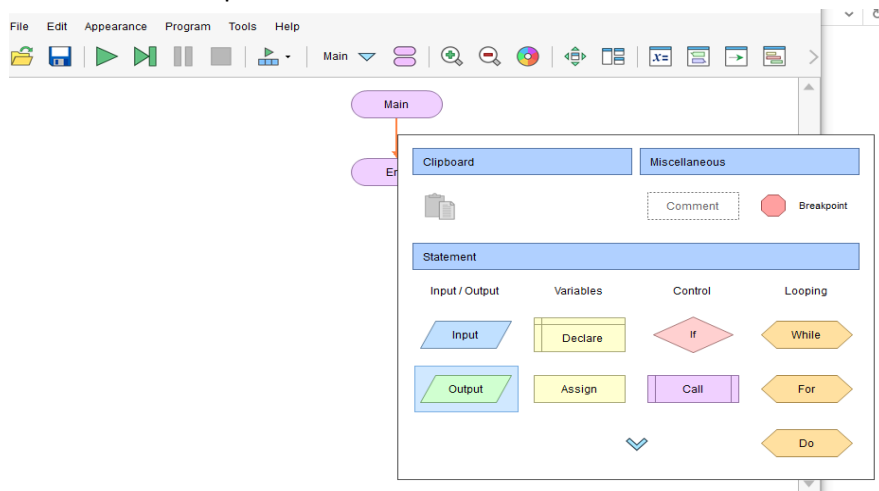 File Edit Appearance Program Tools Help
Main
x=
Main
Clipboard Miscellaneous
Comment Breakpoint
Statement
Input / Output Variables Control Looping
Input Declare If While
Output Assign Call For
Do